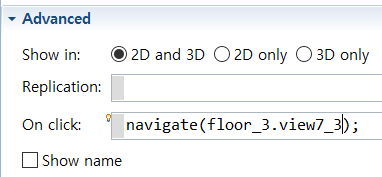 Advanced
Show in: 2D and 3D 2D only 3D only
Replication:
On click: navigate(floor_3.view7_3);
Show name